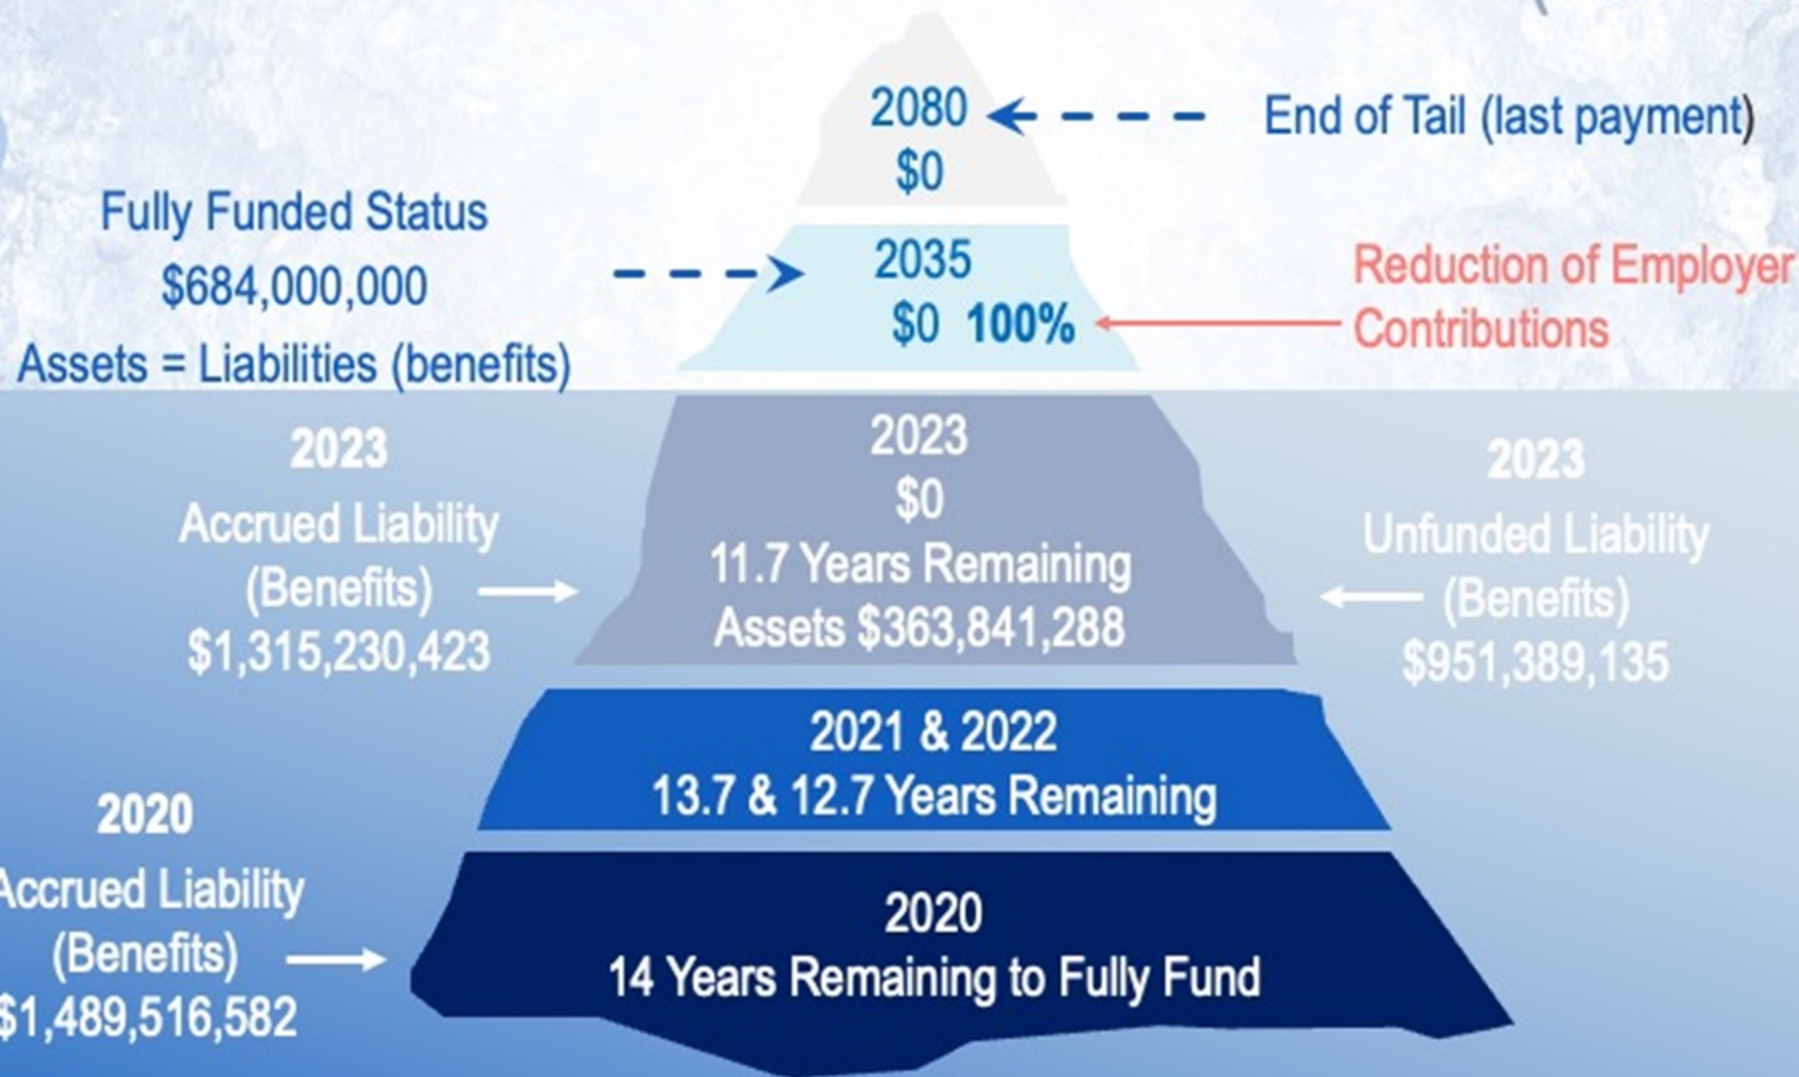 2080
$0
End of Tail (last payment)
Fully Funded Status
$684,000,000
Assets = Liabilities (benefits)
2035
$0 100%
Reduction of Employer
Contributions
2023
Accrued Liability
(Benefits)
$1,315,230,423
2023
$0
11.7 Years Remaining
Assets $363,841,288
2023
Unfunded Liability
(Benefits)
$951,389,135
2021 & 2022
13.7 & 12.7 Years Remaining
2020
Accrued Liability
(Benefits)
$1,489,516,582
2020
14 Years Remaining to Fully Fund